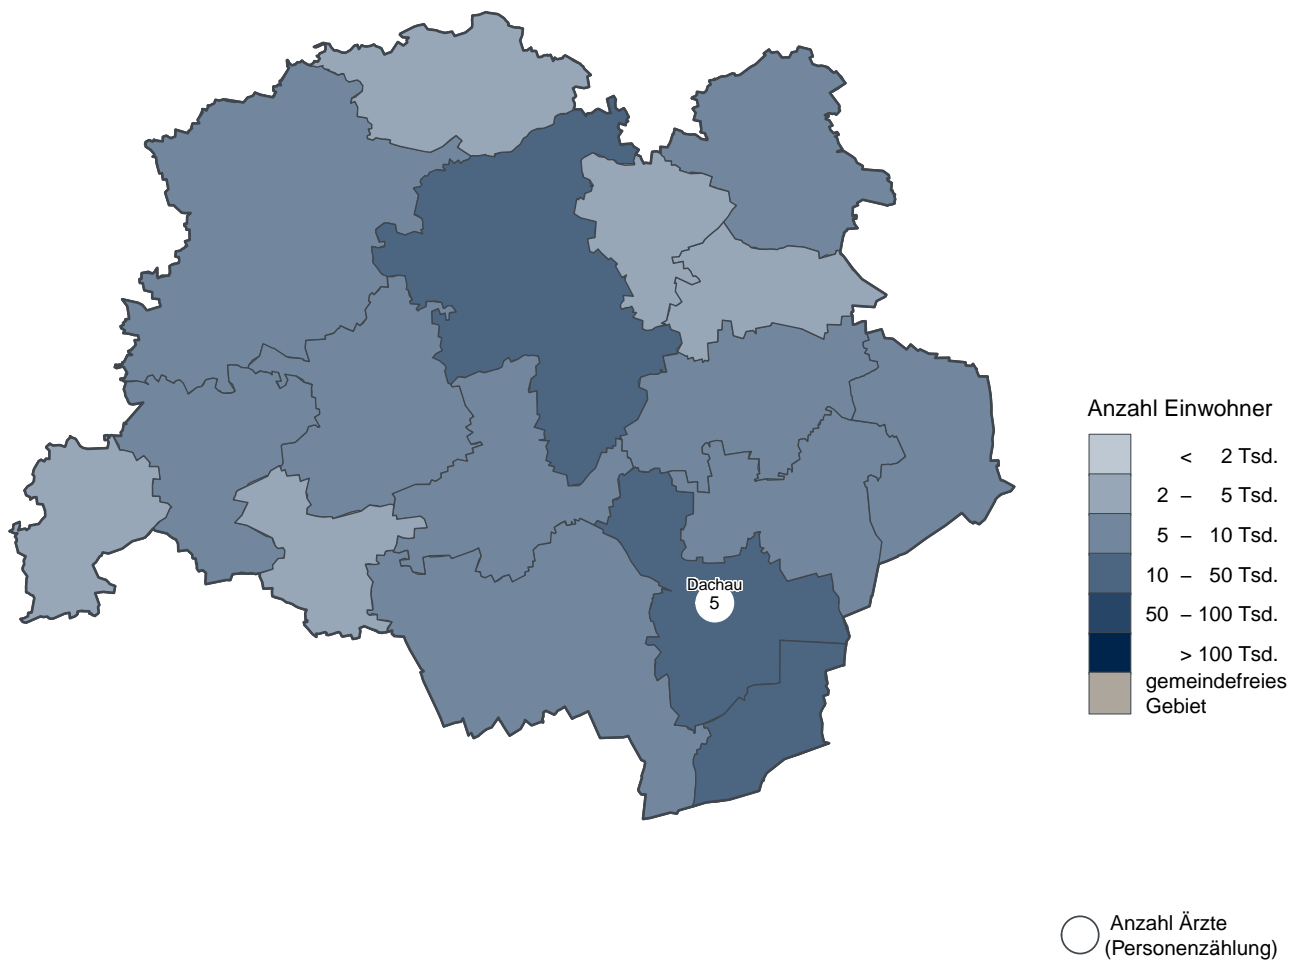 Dachau
5
Anzahl Einwohner
< 2 Tsd.
2 – 5 Tsd.
5 – 10 Tsd.
10 – 50 Tsd.
50 – 100 Tsd.
> 100 Tsd.
gemeindefreies
Gebiet
Anzahl Ärzte
(Personenzählung)